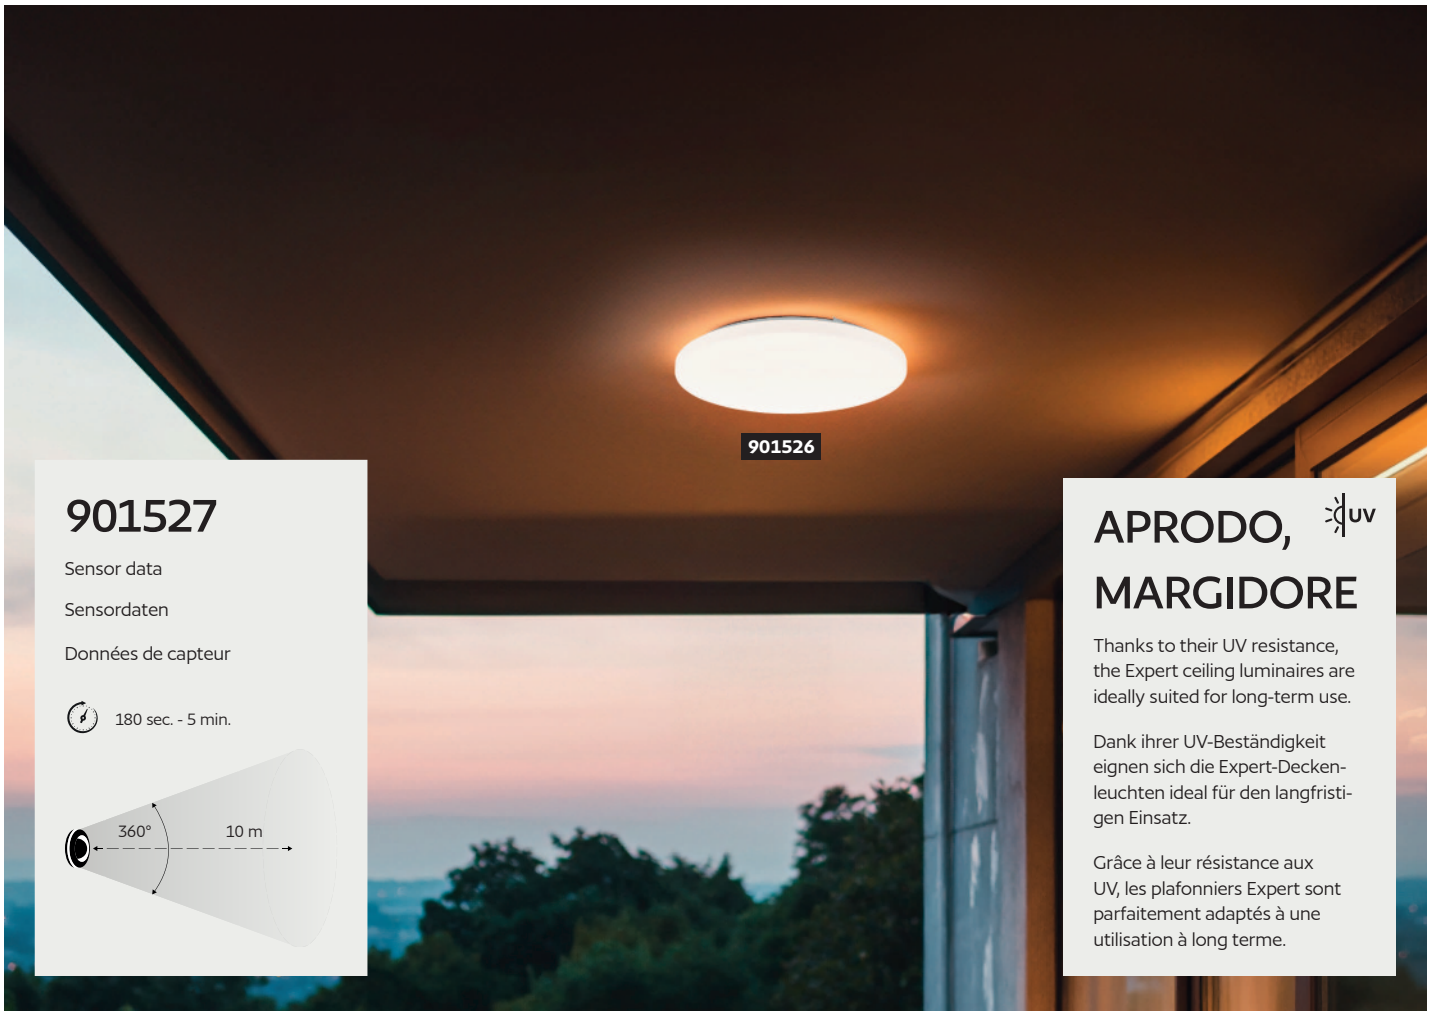 901526
901527
Sensor data
Sensordaten
Données de capteur
180 sec. - 5 min.
360°
10 m
APRODO,
UV
MARGIDORE
Thanks to their UV resistance,
the Expert ceiling luminaires are
ideally suited for long-term use.
Dank ihrer UV-Beständigkeit
eignen sich die Expert-Decken-
leuchten ideal für den langfristi-
gen Einsatz.
Grâce à leur résistance aux
UV, les plafonniers Expert sont
parfaitement adaptés à une
utilisation à long terme.